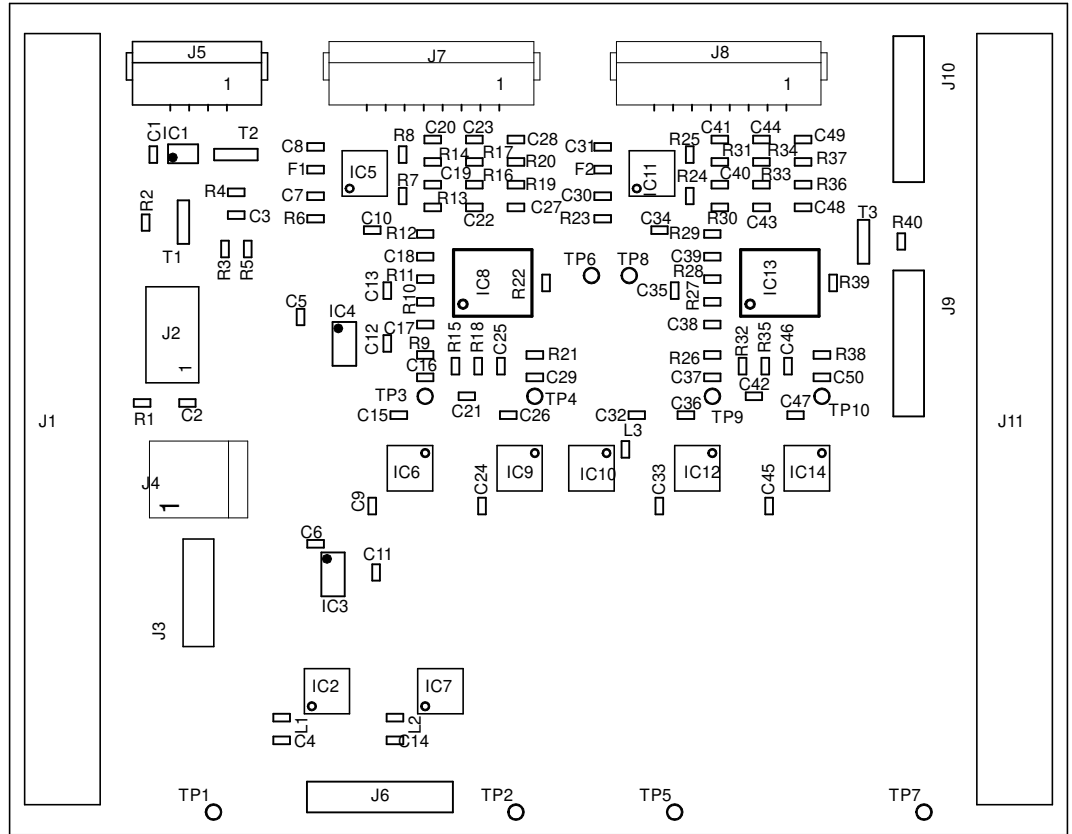 J5
J7
J8
J10
1
1
1
C1
IC1
T2
C8
F1
C7
R6
IC5
R8
R7
C20
C23
C28
R14
R17
R20
C19
R16
R19
R13
C22
C27
C31
F2
C30
R23
IC11
R25
R24
C41
C44
C49
R31
R34
R37
C40
R33
R36
R30
C43
C48
R2
R4
C3
T1
R3
R5
C10
R12
C18
R11
R10
C13
C12
C17
IC8
R22
TP6
TP8
C34
R29
C39
R28
R27
C35
C38
IC13
R39
T3
R40
J9
J2
1
C5
IC4
R9
C16
R15
R18
C25
R21
C29
R26
C37
R32
R35
C46
R38
C50
J1
R1
C2
TP3
C21
TP4
C15
C26
C32
C36
TP9
C42
C47
TP10
J11
L3
J4
1
IC6
IC9
IC10
IC12
IC14
C9
C24
C33
C45
C6
C11
IC3
J3
IC2
IC7
L1
L2
C4
C14
TP1
J6
TP2
TP5
TP7